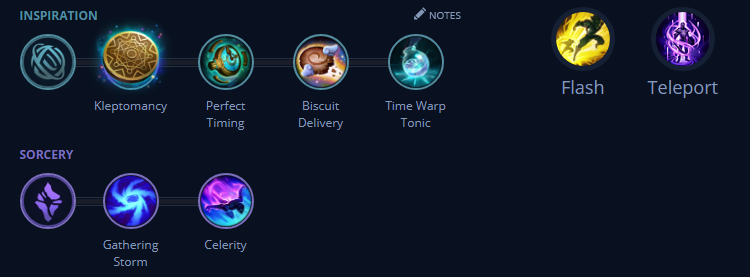 INSPIRATION
NOTES
Kleptomancy
Perfect
Timing
Biscuit
Delivery
Time Warp
Tonic
Flash
Teleport
SORCERY
Gathering
Storm
Celerity